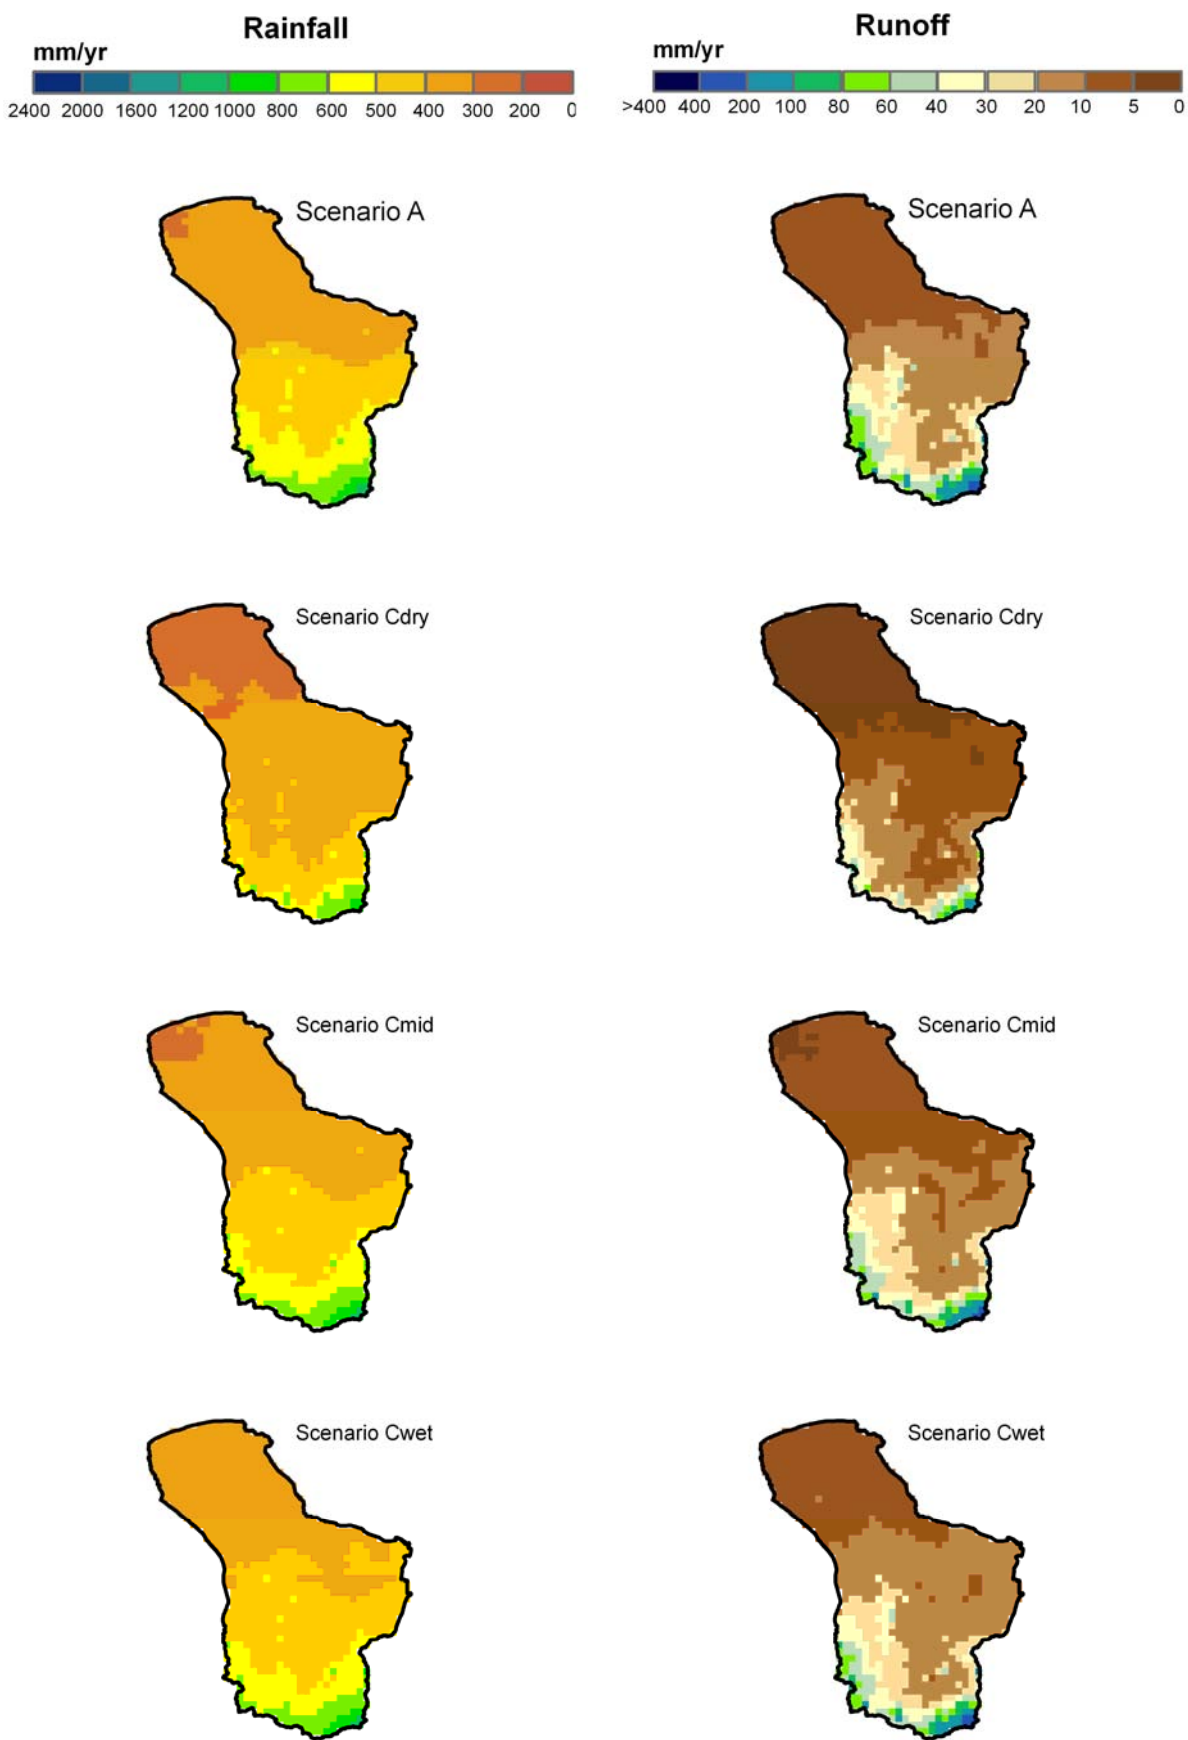 Rainfall
mm/yr
2400 2000 1600 1200 1000 800 600 500 400 300 200 0
Runoff
mm/yr
>400 400 200 100 80 60 40 30 20 10 5 0
Scenario A
Scenario A
Scenario Cdry
Scenario Cdry
Scenario Cmid
Scenario Cmid
Scenario Cwet
Scenario Cwet